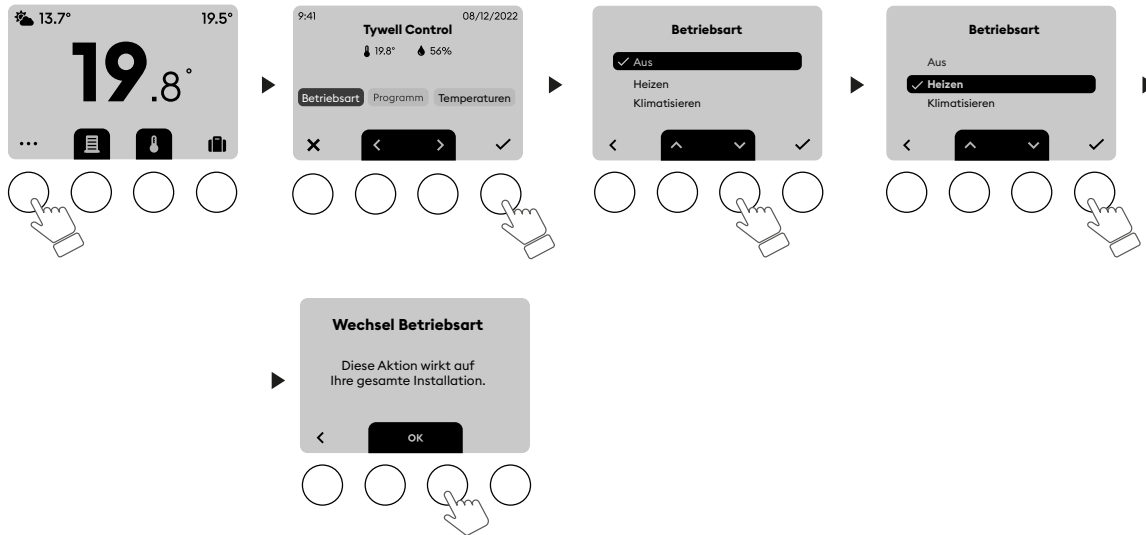 13.7° 19.5°
19.8°
9:41 08/12/2022
Tywell Control
19.8° 56%
Betriebsart Programm Temperaturen
Betriebsart
Aus
Heizen
Klimatisieren
Betriebsart
Aus
Heizen
Klimatisieren
Wechsel Betriebsart
Diese Aktion wirkt auf
Ihre gesamte Installation.
OK